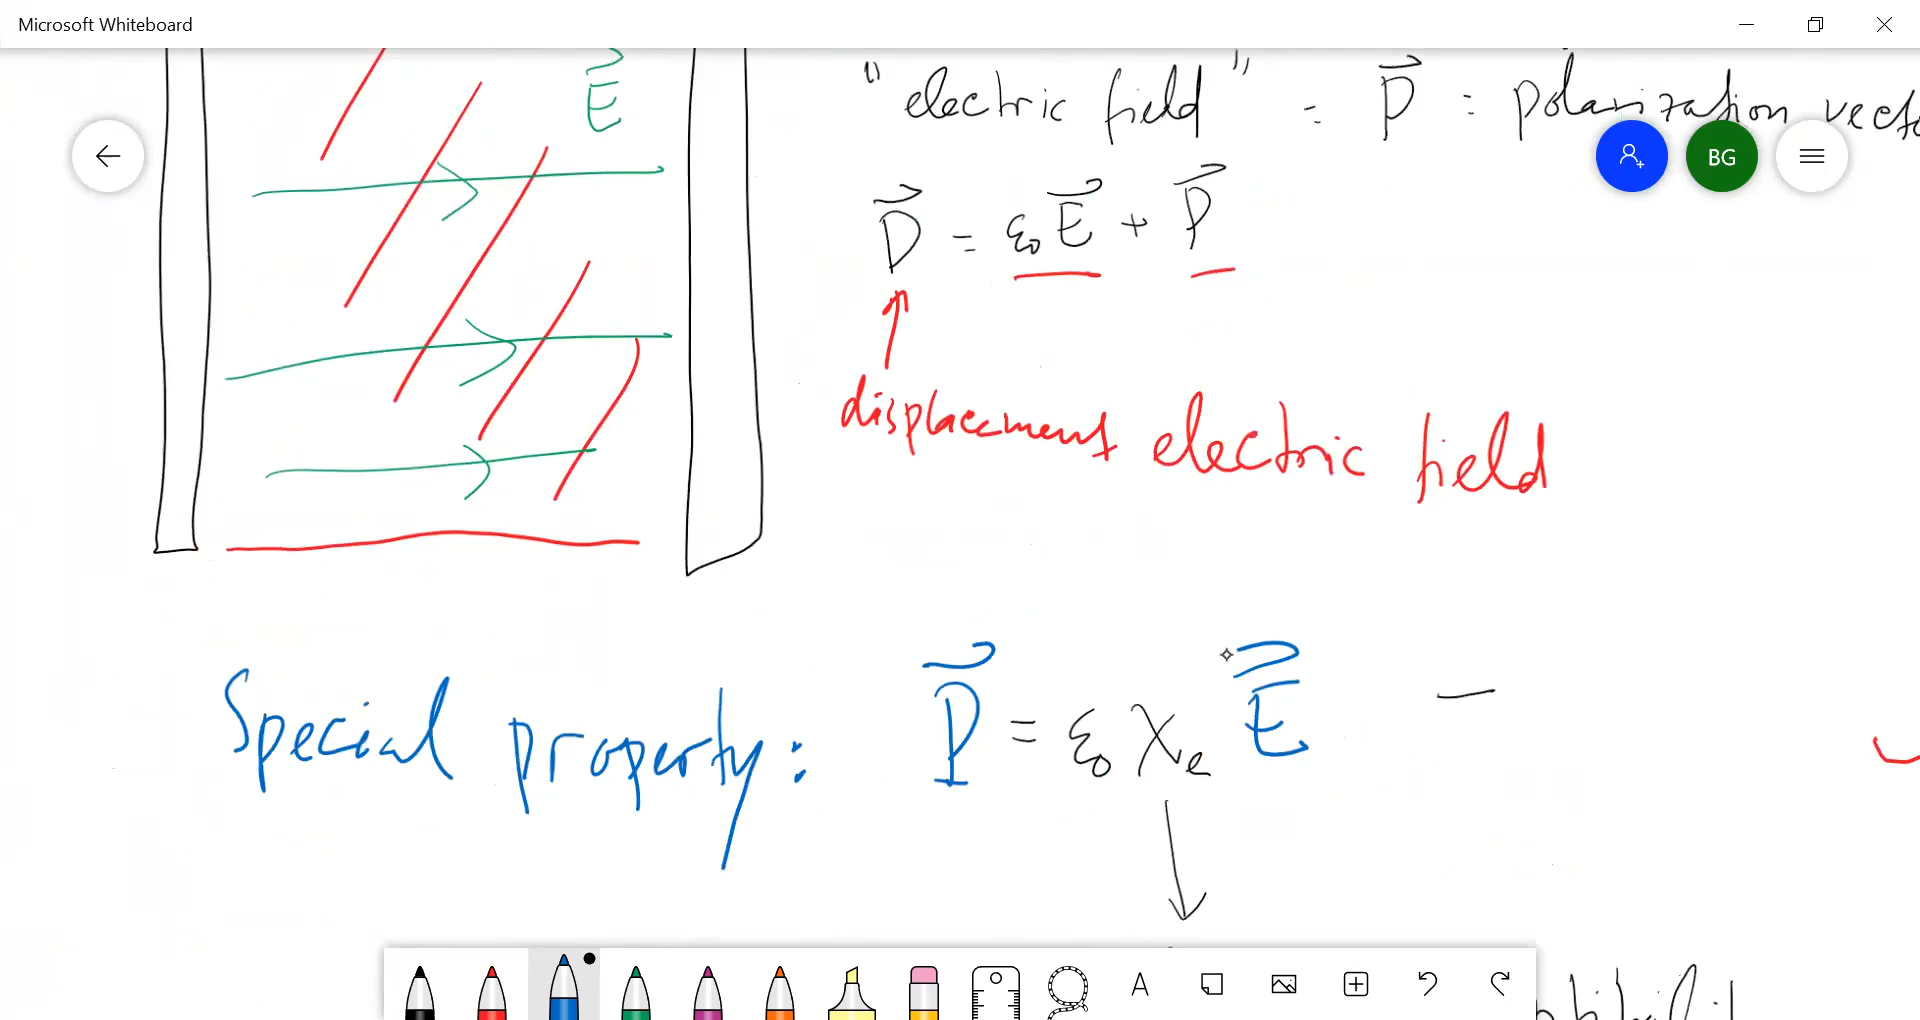 Microsoft Whiteboard
E⃗
"electric field" = P⃗ : polarization vect
BG
D⃗ = ε₀E⃗ + P⃗
displacement electric field
Special property: P⃗ = ε₀ χₑ E⃗ —
A